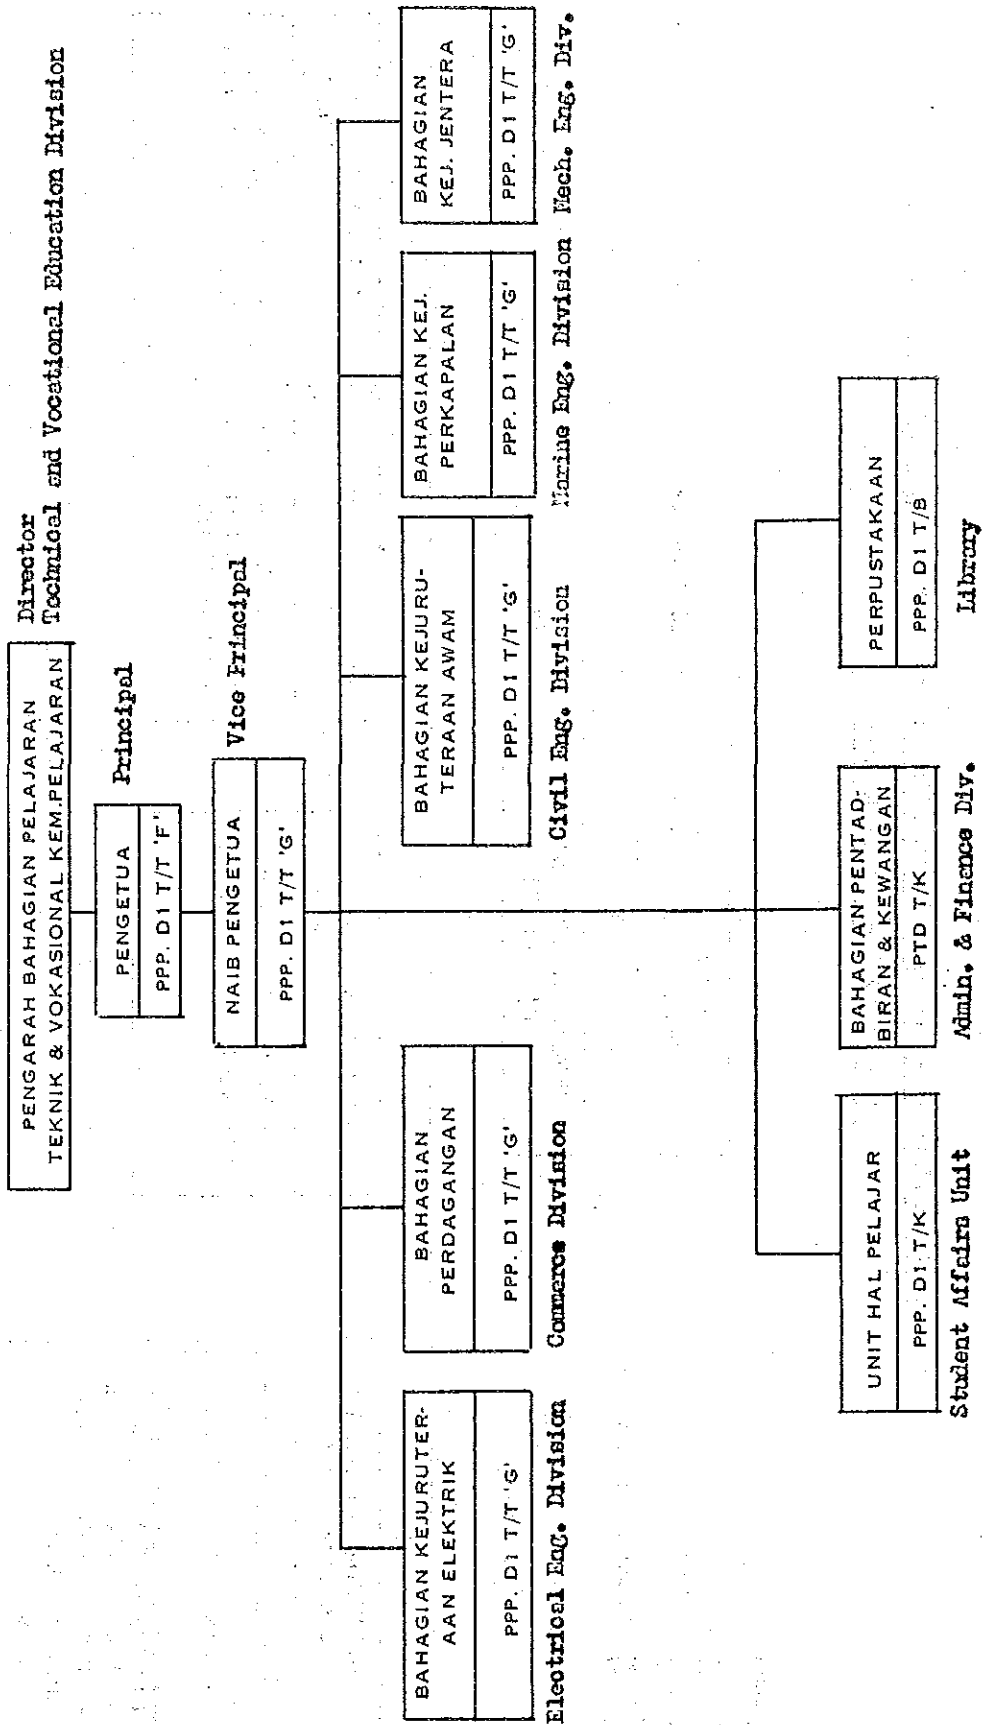 PENGARAH BAHAGIAN PELAJARAN
TEKNIK & VOKASIONAL KEM.PELAJARAN
Director
Technical and Vocational Education Division
PENGETUA
PPP. D1 T/T 'F'
Principal
NAIB PENGETUA
PPP. D1 T/T 'G'
Vice Principal
BAHAGIAN KEJURUTER-
AAN ELEKTRIK
PPP. D1 T/T 'G'
Electrical Eng. Division
BAHAGIAN
PERDAGANGAN
PPP. D1 T/T 'G'
Commerce Division
BAHAGIAN KEJURU-
TERAAN AWAM
PPP. D1 T/T 'G'
Civil Eng. Division
BAHAGIAN KEJ.
PERKAPALAN
PPP. D1 T/T 'G'
Marine Eng. Division
BAHAGIAN
KEJ. JENTERA
PPP. D1 T/T 'G'
Mech. Eng. Div.
UNIT HAL PELAJAR
PPP. D1 T/K
Student Affairs Unit
BAHAGIAN PENTAD-
BIRAN & KEWANGAN
PTD T/K
Admin. & Finance Div.
PERPUSTAKAAN
PPP. D1 T/S
Library